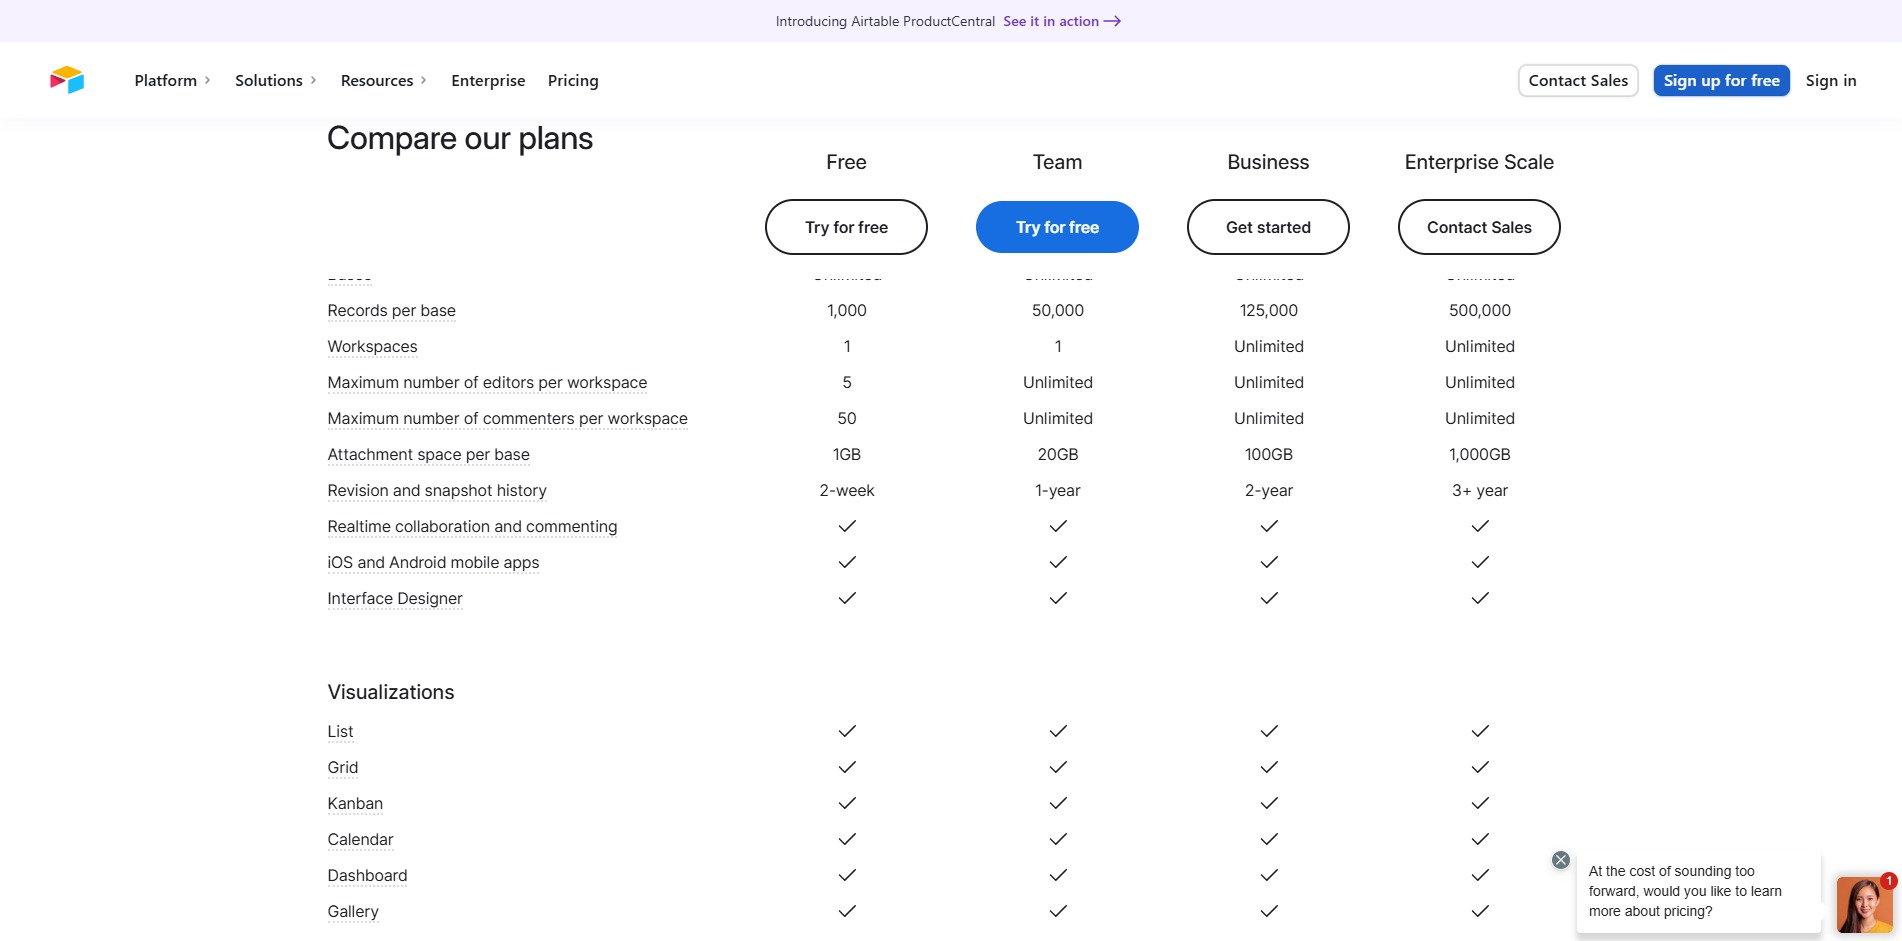 Introducing Airtable ProductCentral See it in action
Platform Solutions Resources Enterprise Pricing Contact Sales Sign up for free Sign in
Compare our plans
Free Team Business Enterprise Scale
Try for free Try for free Get started Contact Sales
Records per base 1,000 50,000 125,000 500,000
Workspaces 1 1 Unlimited Unlimited
Maximum number of editors per workspace 5 Unlimited Unlimited Unlimited
Maximum number of commenters per workspace 50 Unlimited Unlimited Unlimited
Attachment space per base 1GB 20GB 100GB 1,000GB
Revision and snapshot history 2-week 1-year 2-year 3+ year
Realtime collaboration and commenting
iOS and Android mobile apps
Interface Designer
Visualizations
List
Grid
Kanban
Calendar
Dashboard
Gallery
At the cost of sounding too
forward, would you like to learn
more about pricing?
1